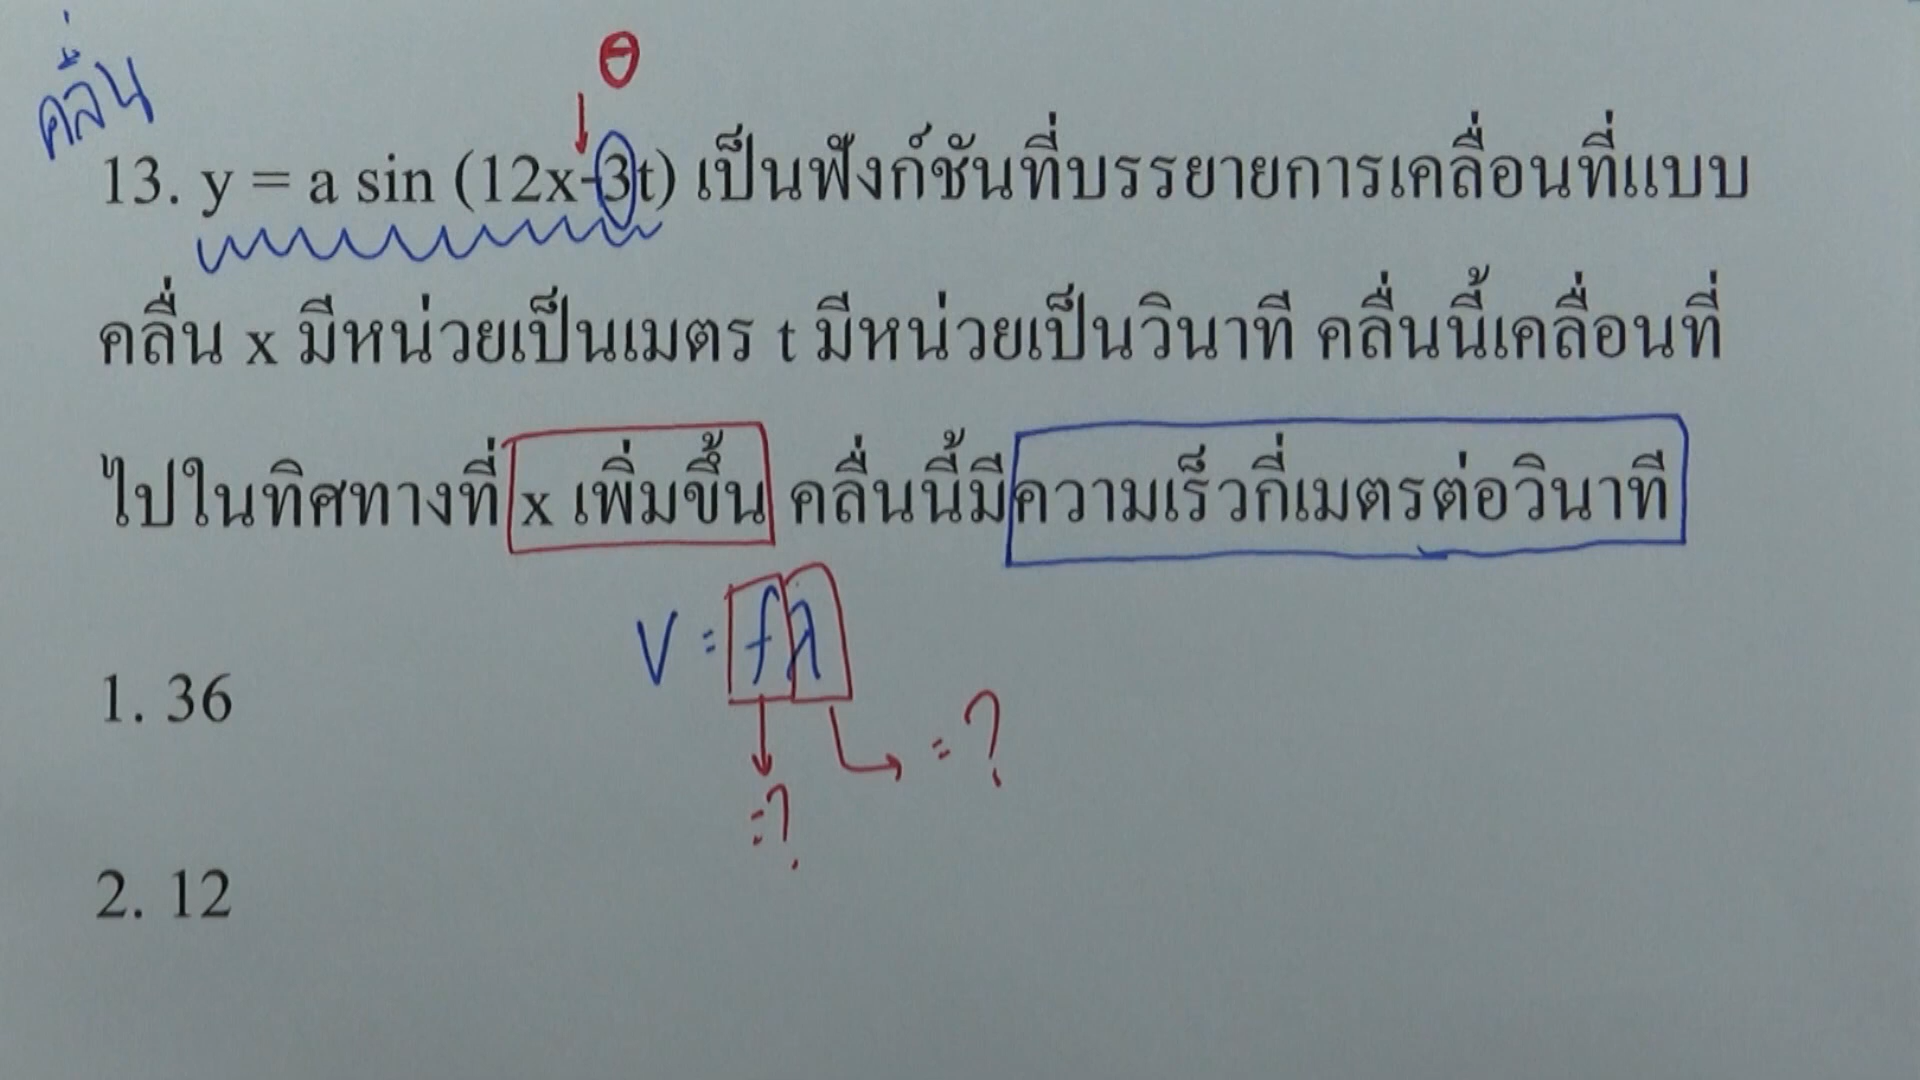 คลื่น
θ
13. y = a sin (12x-3t) เป็นฟังก์ชันที่บรรยายการเคลื่อนที่แบบ
คลื่น x มีหน่วยเป็นเมตร t มีหน่วยเป็นวินาที คลื่นนี้เคลื่อนที่
ไปในทิศทางที่ x เพิ่มขึ้น คลื่นนี้มีความเร็วกี่เมตรต่อวินาที
V = fλ
1. 36
= ?
= ?
2. 12